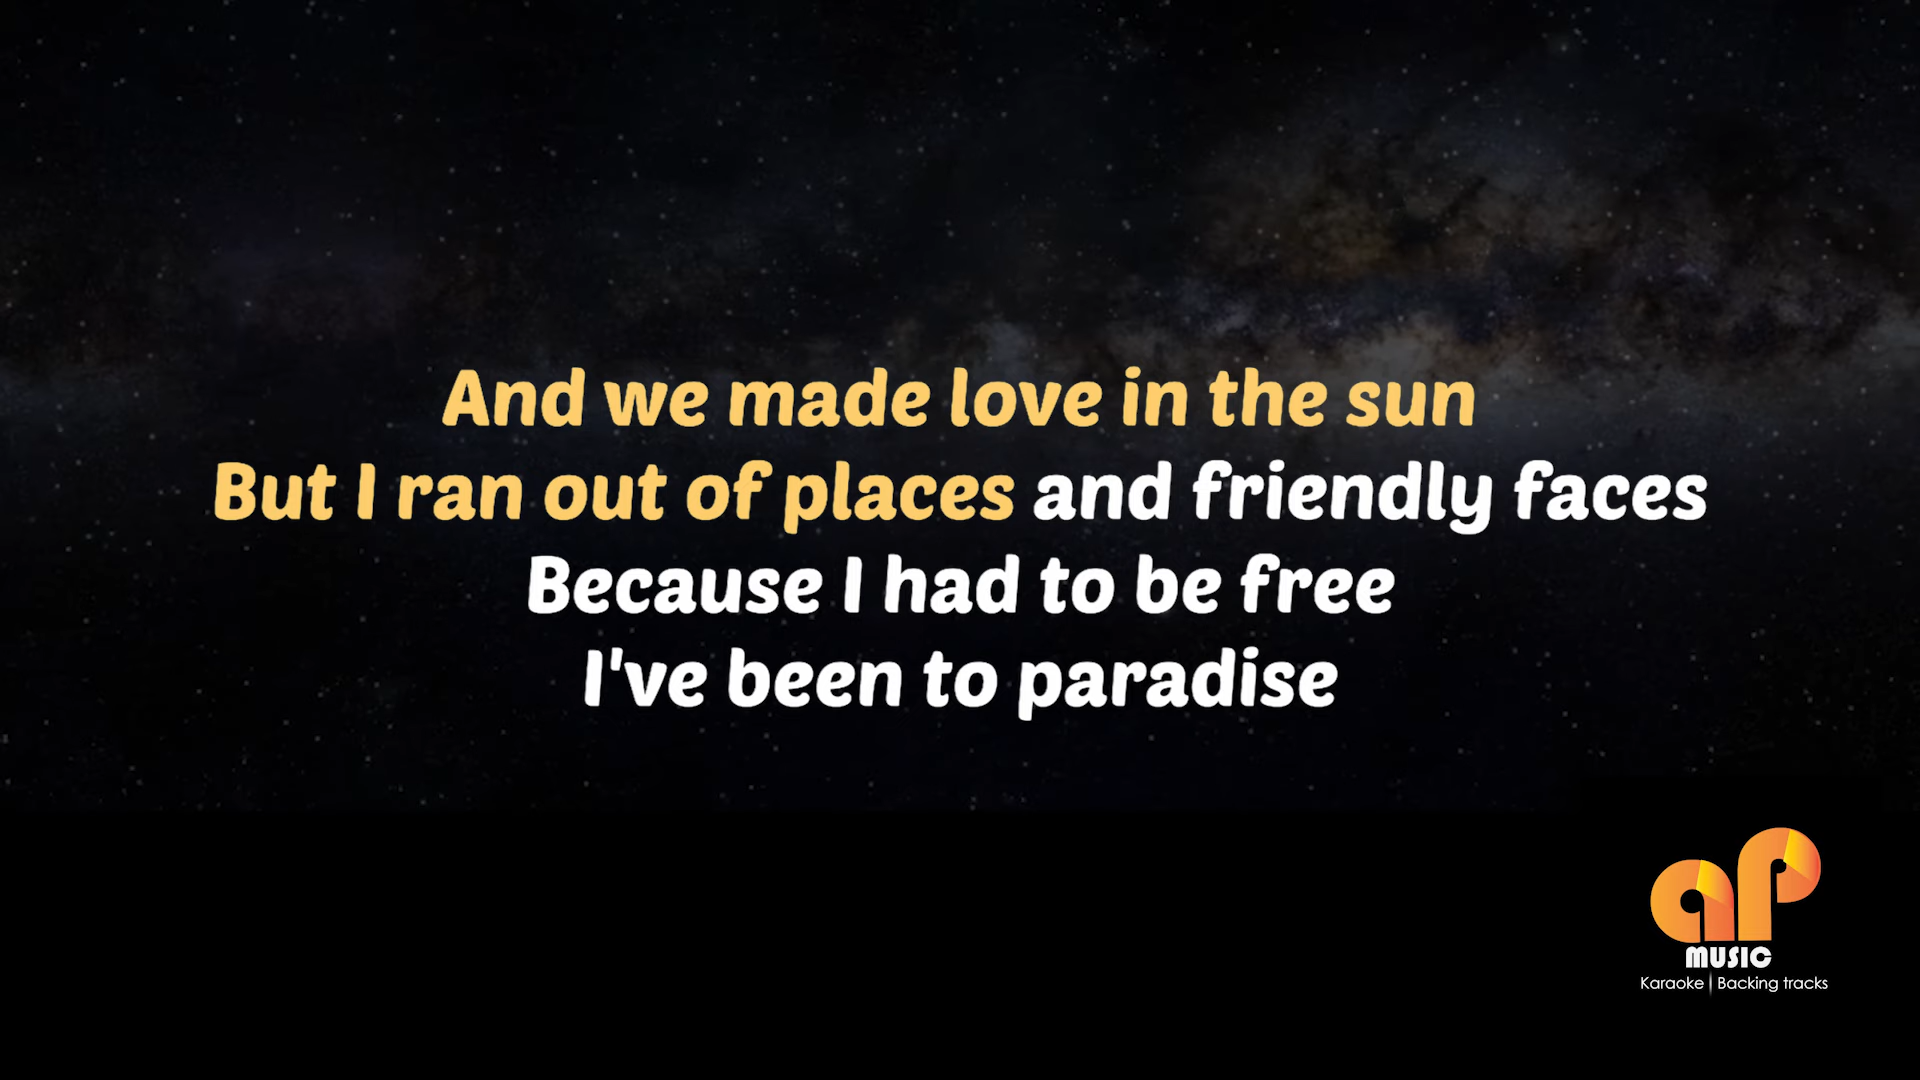 And we made love in the sun
But I ran out of places and friendly faces
Because I had to be free
I've been to paradise
aP
MUSIC
Karaoke | Backing tracks